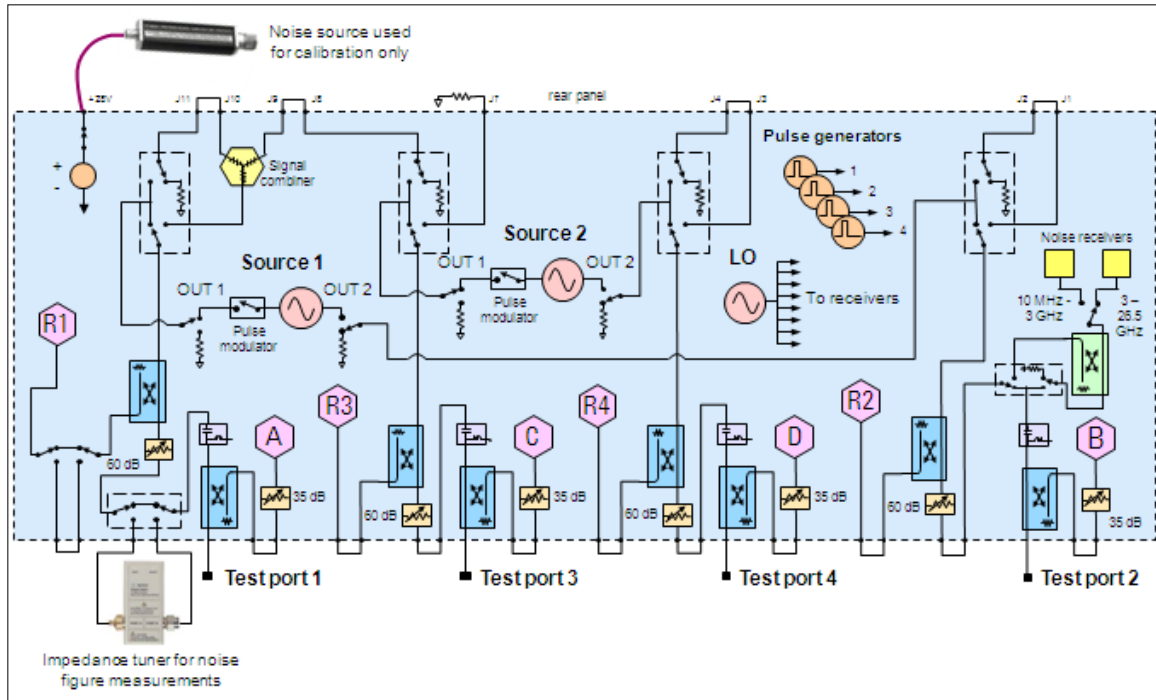 Noise source used
for calibration only
+28V
J11
J10
J9
J8
J7
rear panel
J4
J3
J2
J1
+
-
Signal
combiner
Pulse generators
1
2
3
4
Source 1
OUT 1
OUT 2
Pulse
modulator
Source 2
OUT 1
OUT 2
Pulse
modulator
LO
To receivers
Noise receivers
10 MHz -
3 GHz
3 –
26.5
GHz
R1
R3
R4
R2
A
C
D
B
60 dB
35 dB
60 dB
35 dB
60 dB
35 dB
60 dB
35 dB
Test port 1
Test port 3
Test port 4
Test port 2
Impedance tuner for noise
figure measurements